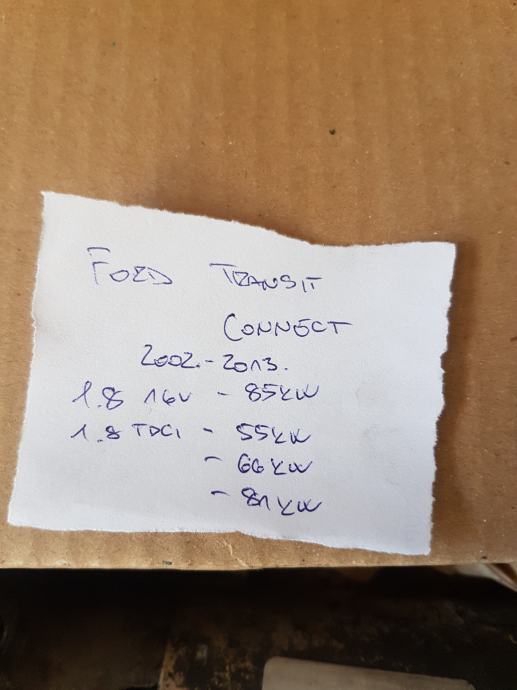 FORD TRANSIT
CONNECT
2002.-2013.
1.8 16V - 85KW
1.8 TDCi - 55KW
- 66KW
- 81KW